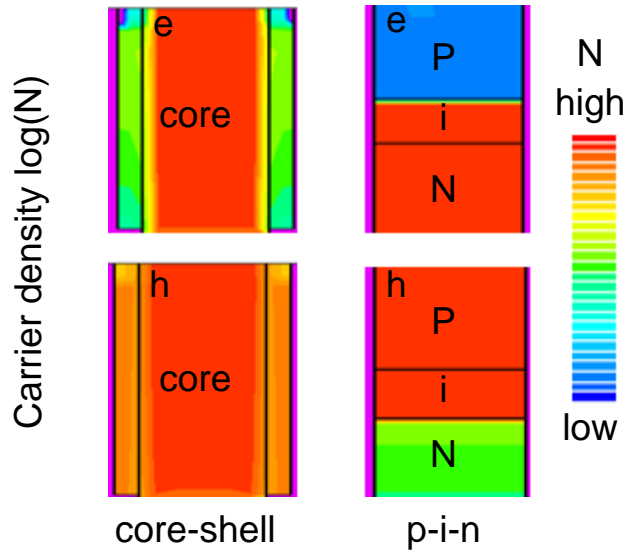 Carrier density log(N)
e
core
e
P
i
N
h
core
h
P
i
N
N
high
low
core-shell
p-i-n